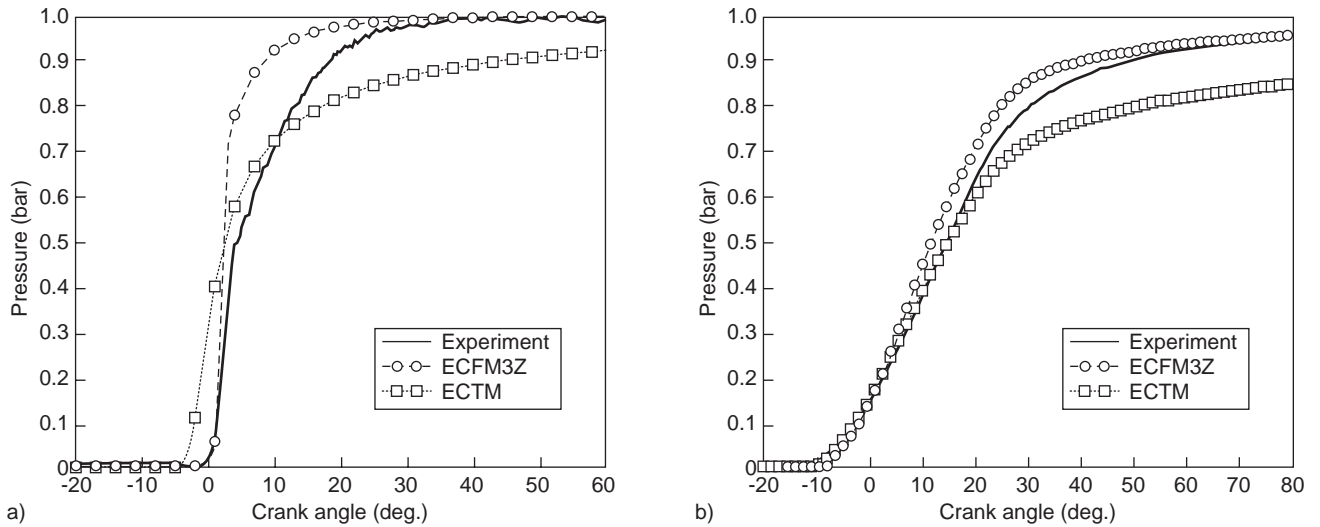 1.0
0.9
0.8
0.7
0.6
0.5
0.4
0.3
0.2
0.1
0
Pressure (bar)
-20 -10 0 10 20 30 40 50 60
Crank angle (deg.)
Experiment
ECFM3Z
ECTM
a)
1.0
0.9
0.8
0.7
0.6
0.5
0.4
0.3
0.2
0.1
0
Pressure (bar)
-20 -10 0 10 20 30 40 50 60 70 80
Crank angle (deg.)
Experiment
ECFM3Z
ECTM
b)